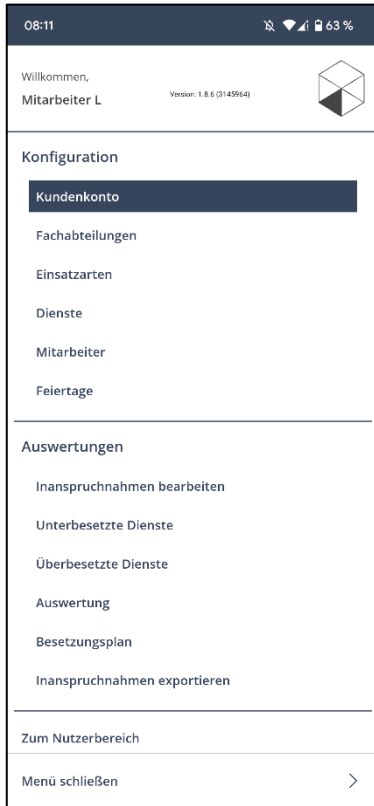 08:11 63 %
Willkommen,
Mitarbeiter L
Version: 1.8.6 (3145964)
Konfiguration
Kundenkonto
Fachabteilungen
Einsatzarten
Dienste
Mitarbeiter
Feiertage
Auswertungen
Inanspruchnahmen bearbeiten
Unterbesetzte Dienste
Überbesetzte Dienste
Auswertung
Besetzungsplan
Inanspruchnahmen exportieren
Zum Nutzerbereich
Menü schließen